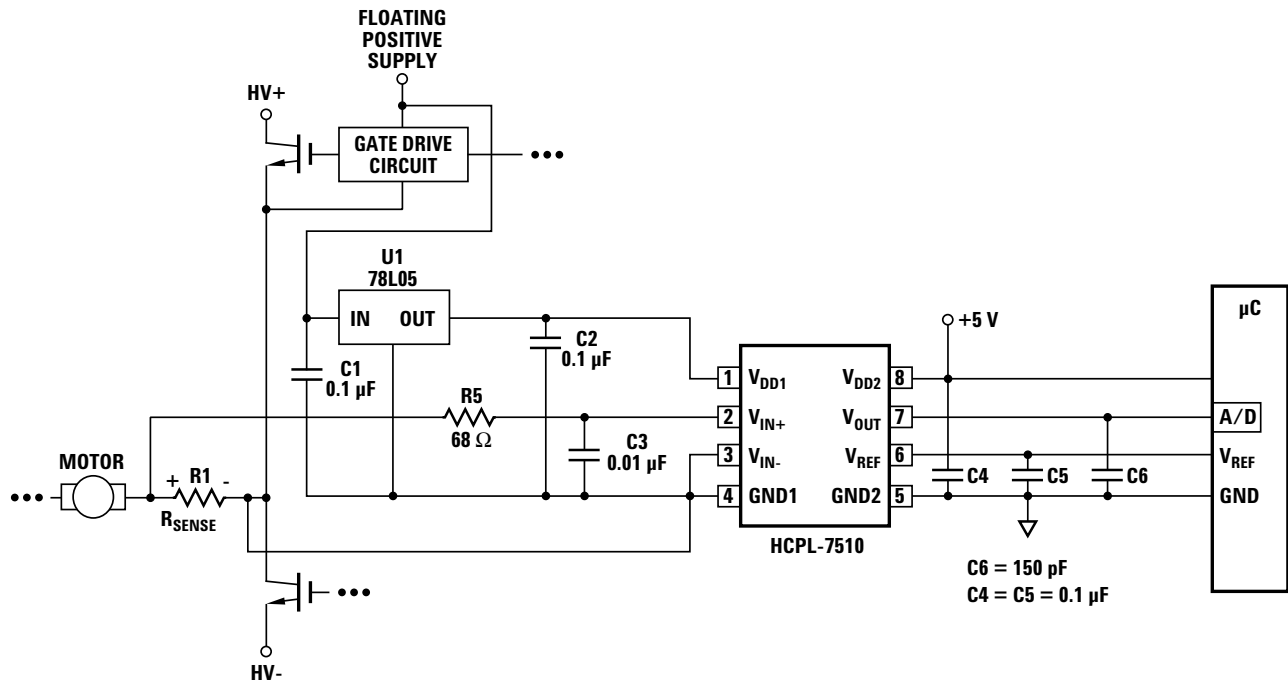 FLOATING
POSITIVE
SUPPLY
HV+
GATE DRIVE
CIRCUIT
•••
U1
78L05
IN OUT
C1
0.1 µF
C2
0.1 µF
R5
68 Ω
C3
0.01 µF
MOTOR
•••
+ R1 -
RSENSE
•••
HV-
1 VDD1 VDD2 8
2 VIN+ VOUT 7
3 VIN- VREF 6
4 GND1 GND2 5
HCPL-7510
+5 V
C4
C5
C6
C6 = 150 pF
C4 = C5 = 0.1 µF
µC
A/D
VREF
GND